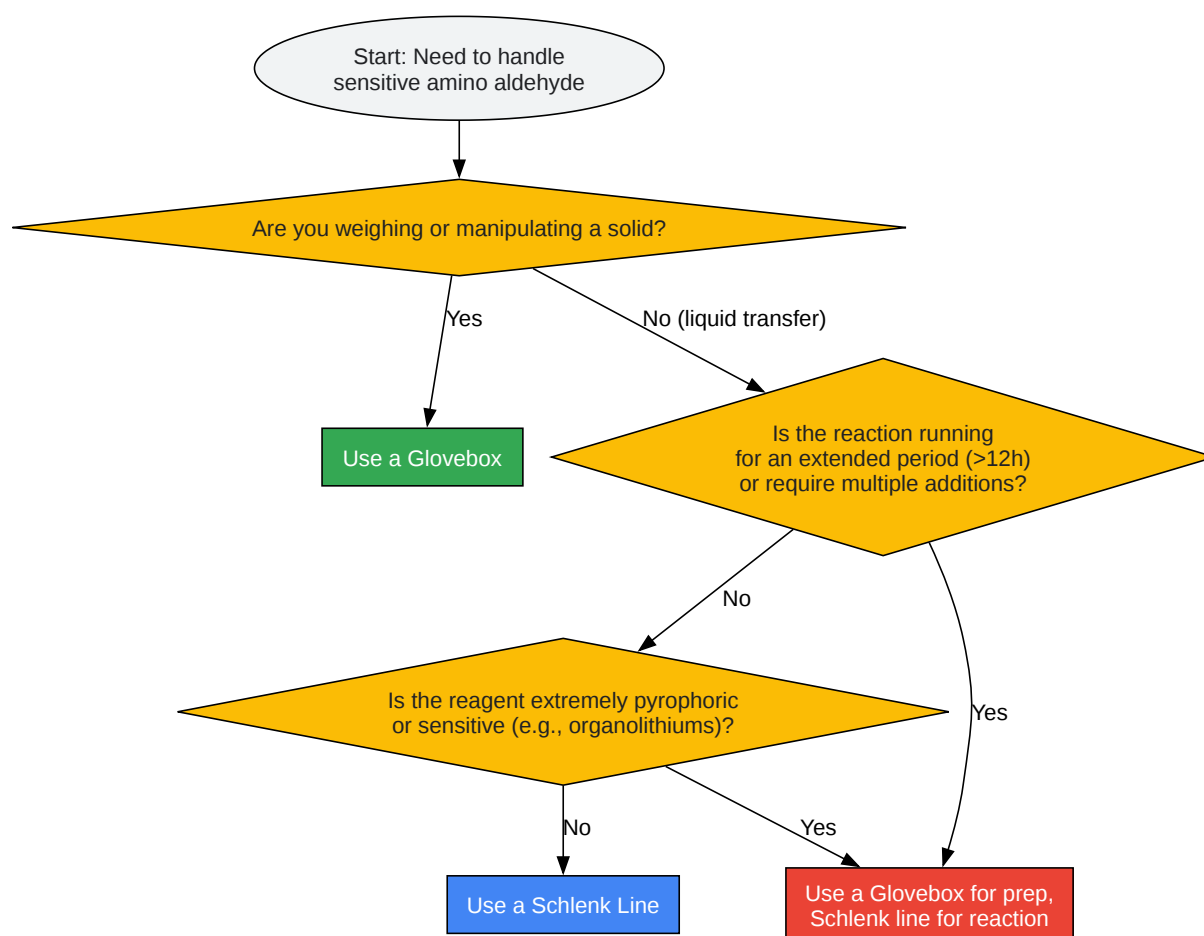 Start: Need to handle
sensitive amino aldehyde
Are you weighing or manipulating a solid?
Yes
No (liquid transfer)
Use a Glovebox
Is the reaction running
for an extended period (>12h)
or require multiple additions?
No
Yes
Is the reagent extremely pyrophoric
or sensitive (e.g., organolithiums)?
No
Yes
Use a Schlenk Line
Use a Glovebox for prep,
Schlenk line for reaction